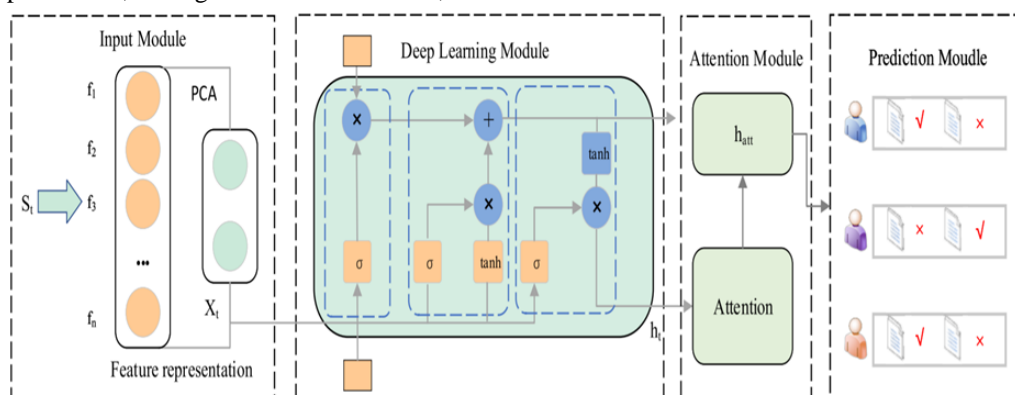 Input Module
f1
f2
f3
...
fn
St
PCA
Xt
Feature representation
Deep Learning Module
×
+
tanh
×
×
σ
σ
tanh
σ
ht
Attention Module
hatt
Attention
Prediction Moudle
√ ×
× √
√ ×